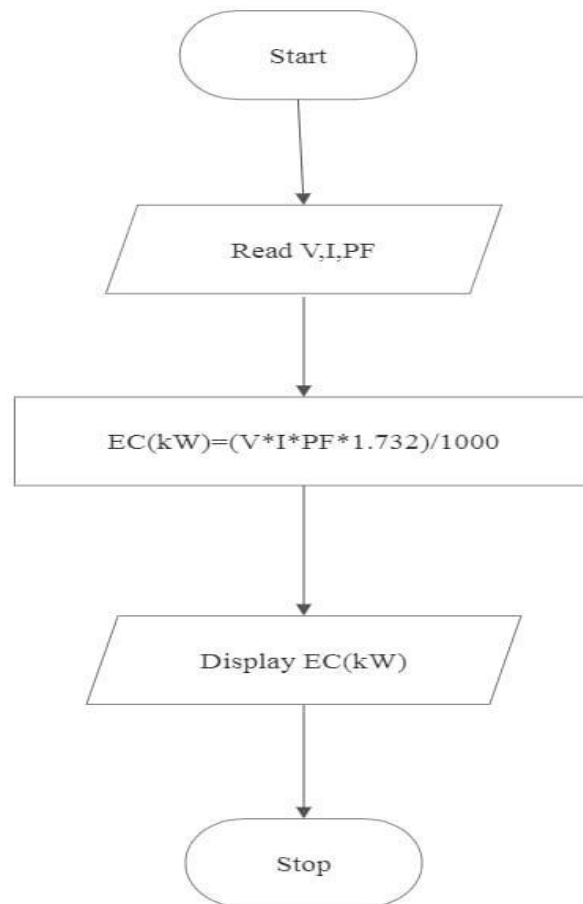 Start
Read V,I,PF
EC(kW)=(V*I*PF*1.732)/1000
Display EC(kW)
Stop